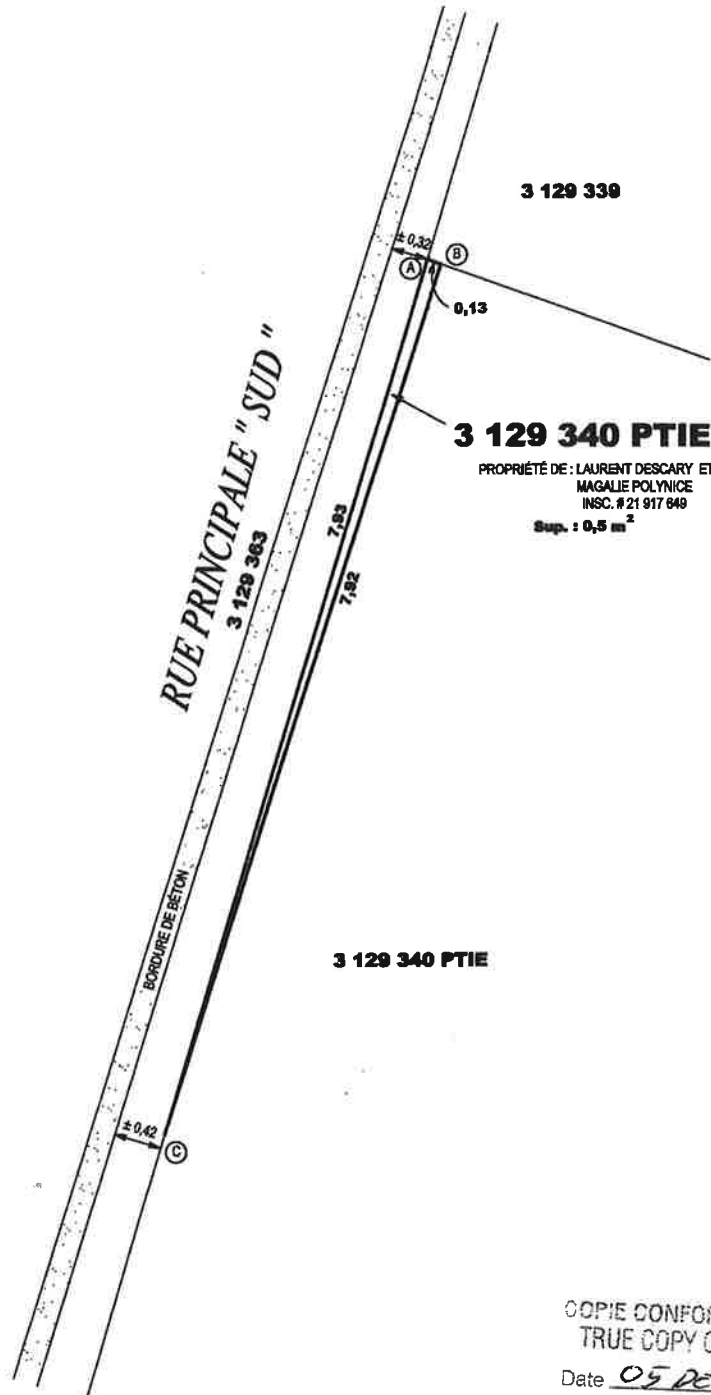 3 129 339
± 0,32
A
B
0,13
RUE PRINCIPALE " SUD "
3 129 363
3 129 340 PTIE
PROPRIÉTÉ DE : LAURENT DESCARY ET
MAGALIE POLYNICE
INSC. # 21 917 649
Sup. : 0,5 m²
7,93
7,92
BORDURE DE BÉTON
3 129 340 PTIE
± 0,42
C
COPIE
TRUE COPY
Date 05